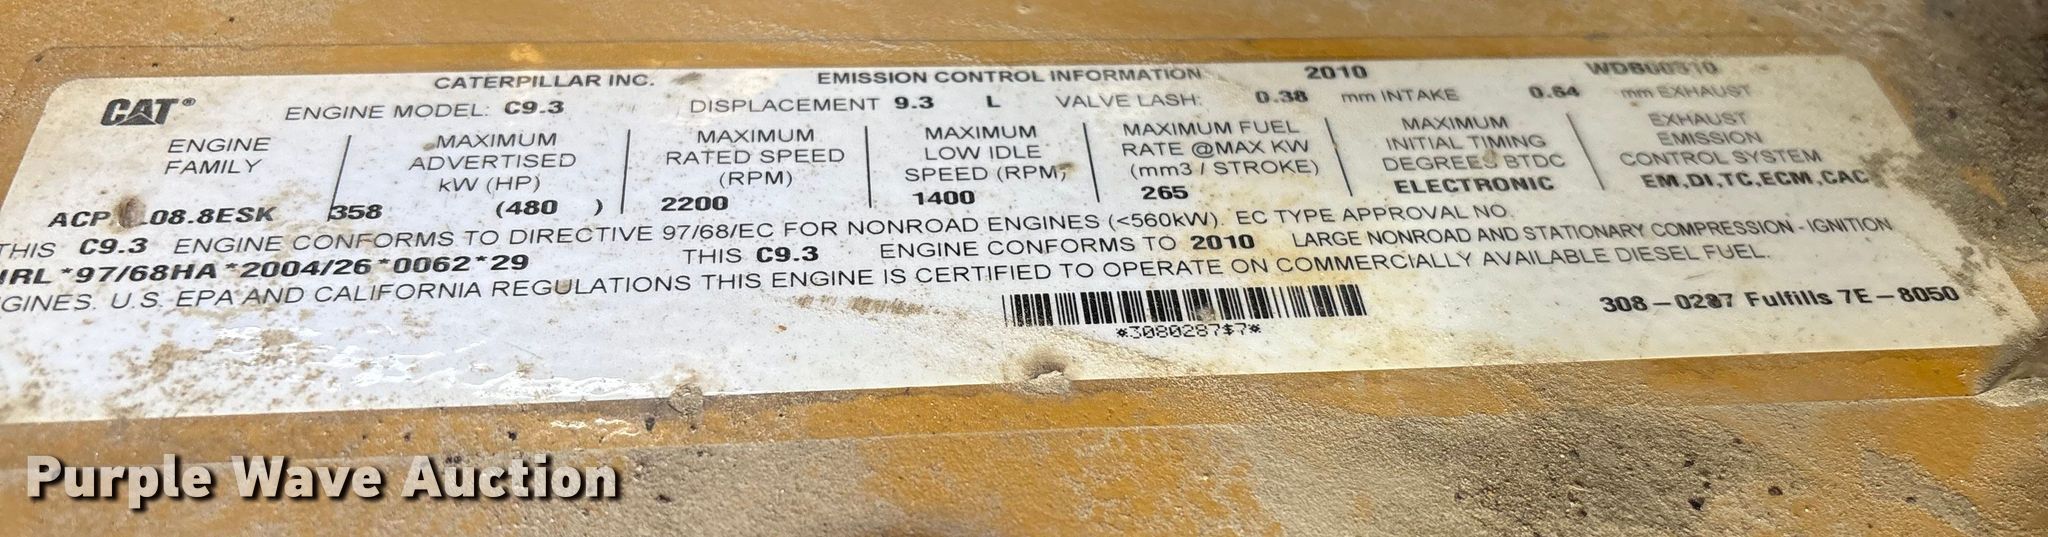 CATERPILLAR INC. EMISSION CONTROL INFORMATION 2010
CAT® ENGINE MODEL: C9.3 DISPLACEMENT 9.3 L VALVE LASH: 0.38 mm INTAKE 0.64 mm EXHAUST
ENGINE FAMILY
MAXIMUM ADVERTISED kW (HP)
MAXIMUM RATED SPEED (RPM)
MAXIMUM LOW IDLE SPEED (RPM)
MAXIMUM FUEL RATE @MAX KW (mm3 / STROKE)
MAXIMUM INITIAL TIMING DEGREES BTDC
EXHAUST EMISSION CONTROL SYSTEM
08.8ESK 358 (480 ) 2200 1400 265 ELECTRONIC EM,DI,TC,ECM,CAC
THIS C9.3 ENGINE CONFORMS TO DIRECTIVE 97/68/EC FOR NONROAD ENGINES (<560kW). EC TYPE APPROVAL NO.
*97/68HA*2004/26*0062*29 THIS C9.3 ENGINE CONFORMS TO 2010 LARGE NONROAD AND STATIONARY COMPRESSION - IGNITION
GINES. U.S. EPA AND CALIFORNIA REGULATIONS THIS ENGINE IS CERTIFIED TO OPERATE ON COMMERCIALLY AVAILABLE DIESEL FUEL.
*3080287$7*
308-0287 Fulfills 7E-8050
Purple Wave Auction